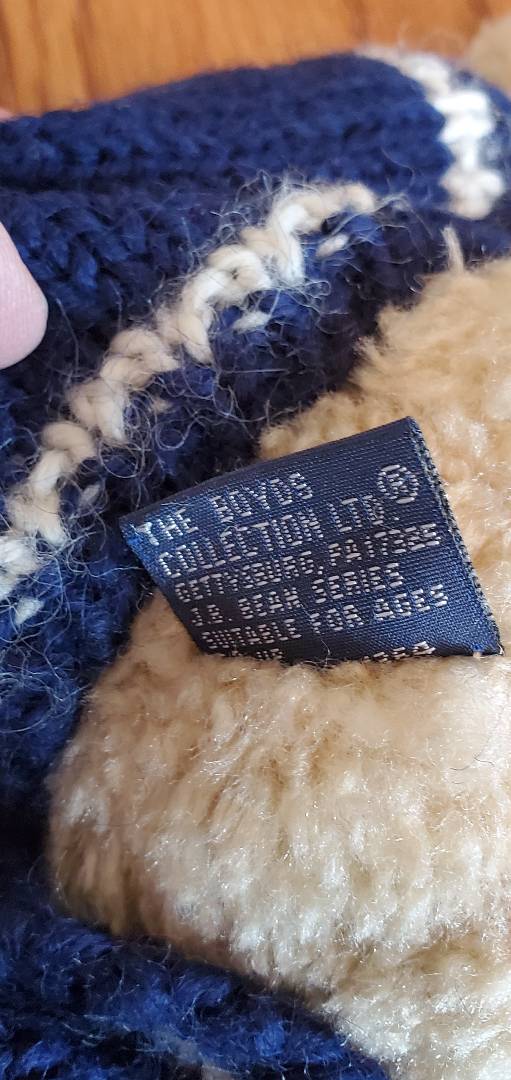 THE BOYDS
COLLECTION LTD®
GETTYSBURG, PA 17325
J.B. BEAN SERIES
SUITABLE FOR AGES